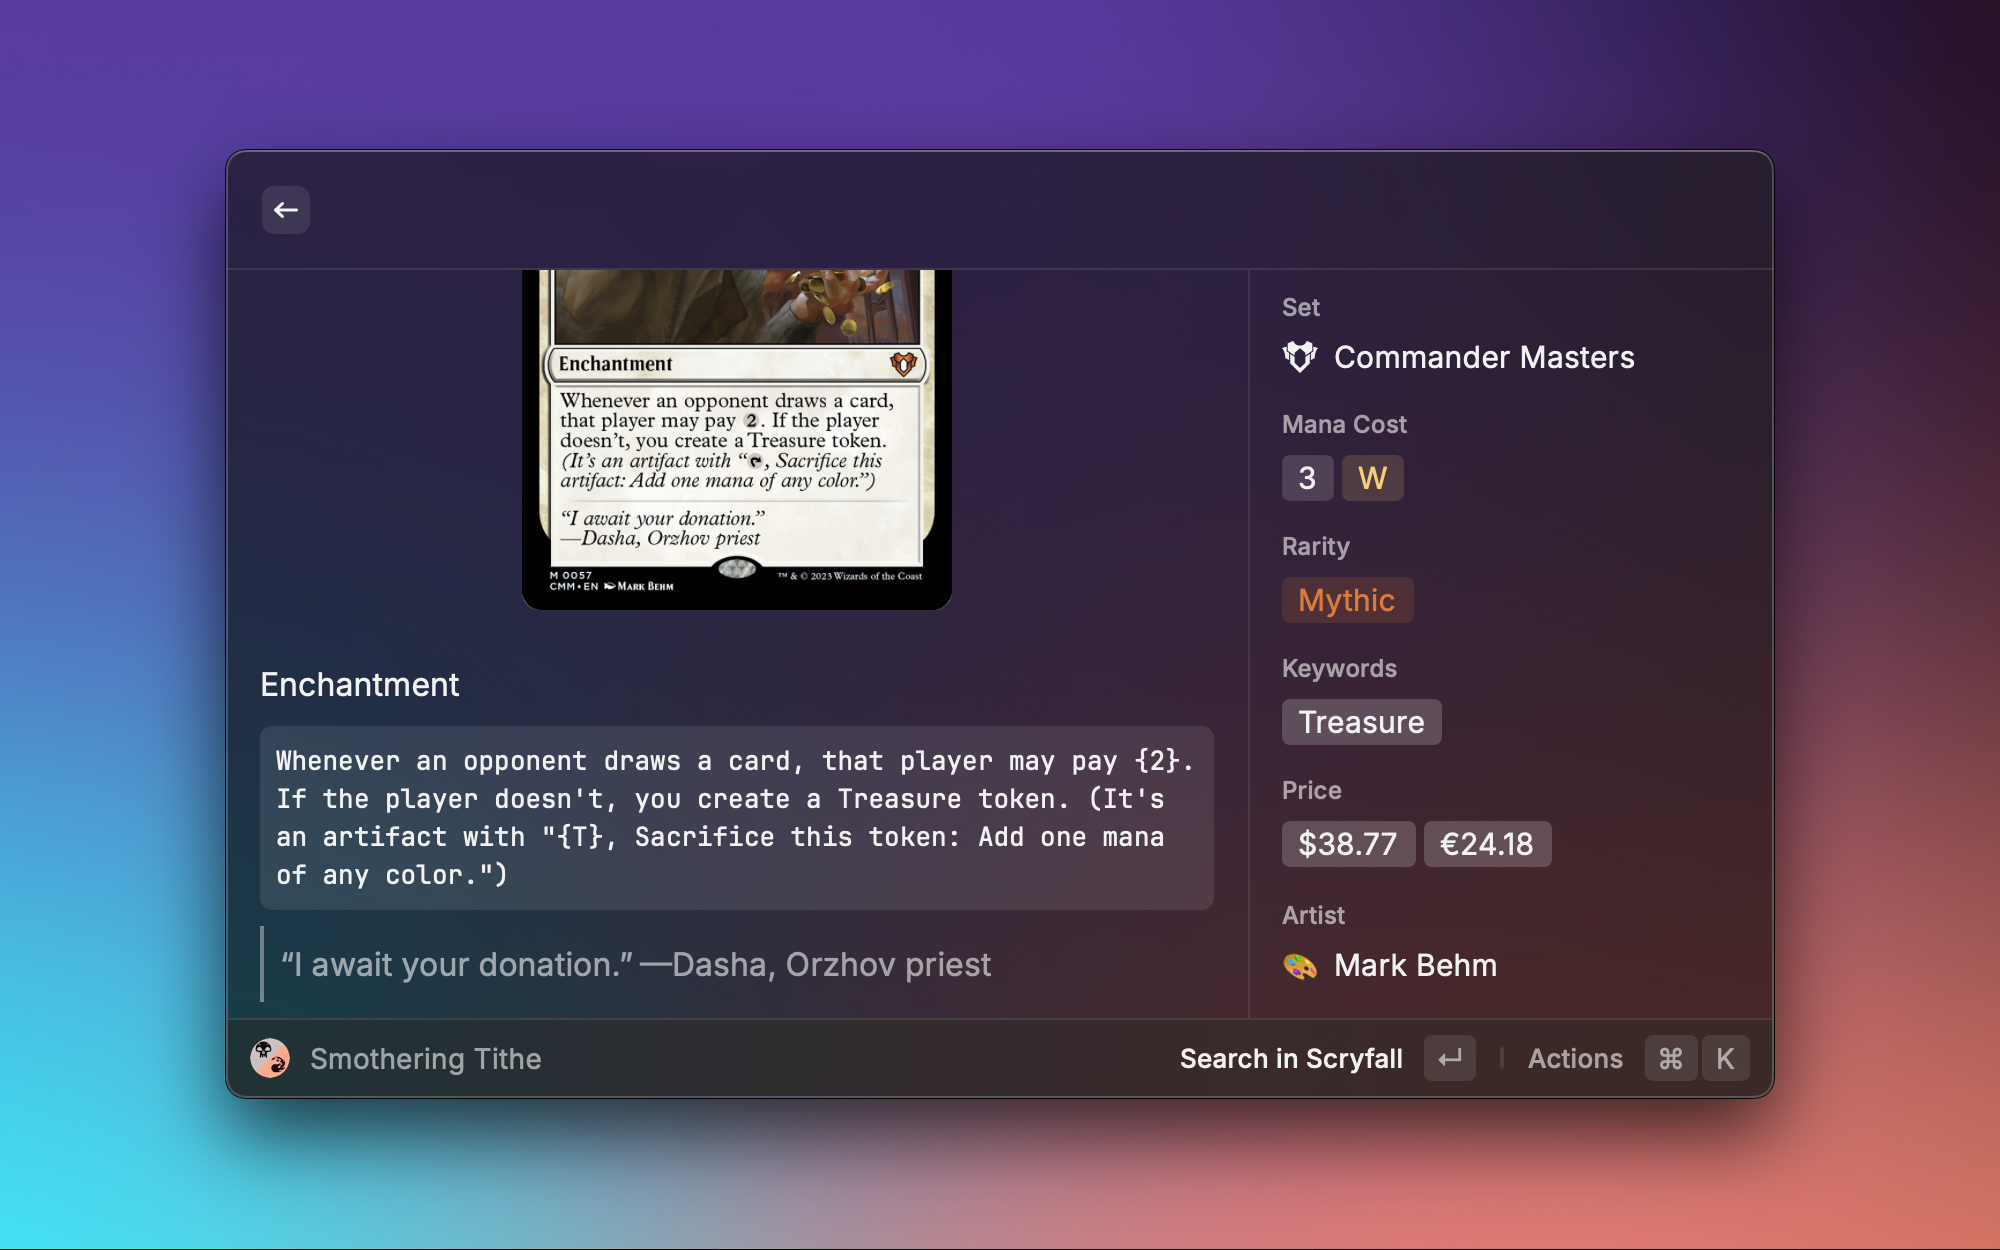 Enchantment
Whenever an opponent draws a card,
that player may pay 2. If the player
doesn’t, you create a Treasure token.
(It’s an artifact with “, Sacrifice this
artifact: Add one mana of any color.”)
“I await your donation.”
—Dasha, Orzhov priest
M 0057
CMM • EN MARK BEHM
™ & © 2023 Wizards of the Coast
Enchantment
Whenever an opponent draws a card, that player may pay {2}.
If the player doesn't, you create a Treasure token. (It's
an artifact with "{T}, Sacrifice this token: Add one mana
of any color.")
“I await your donation.” —Dasha, Orzhov priest
Set
Commander Masters
Mana Cost
3 W
Rarity
Mythic
Keywords
Treasure
Price
$38.77 €24.18
Artist
Mark Behm
Smothering Tithe
Search in Scryfall ↵
Actions ⌘ K